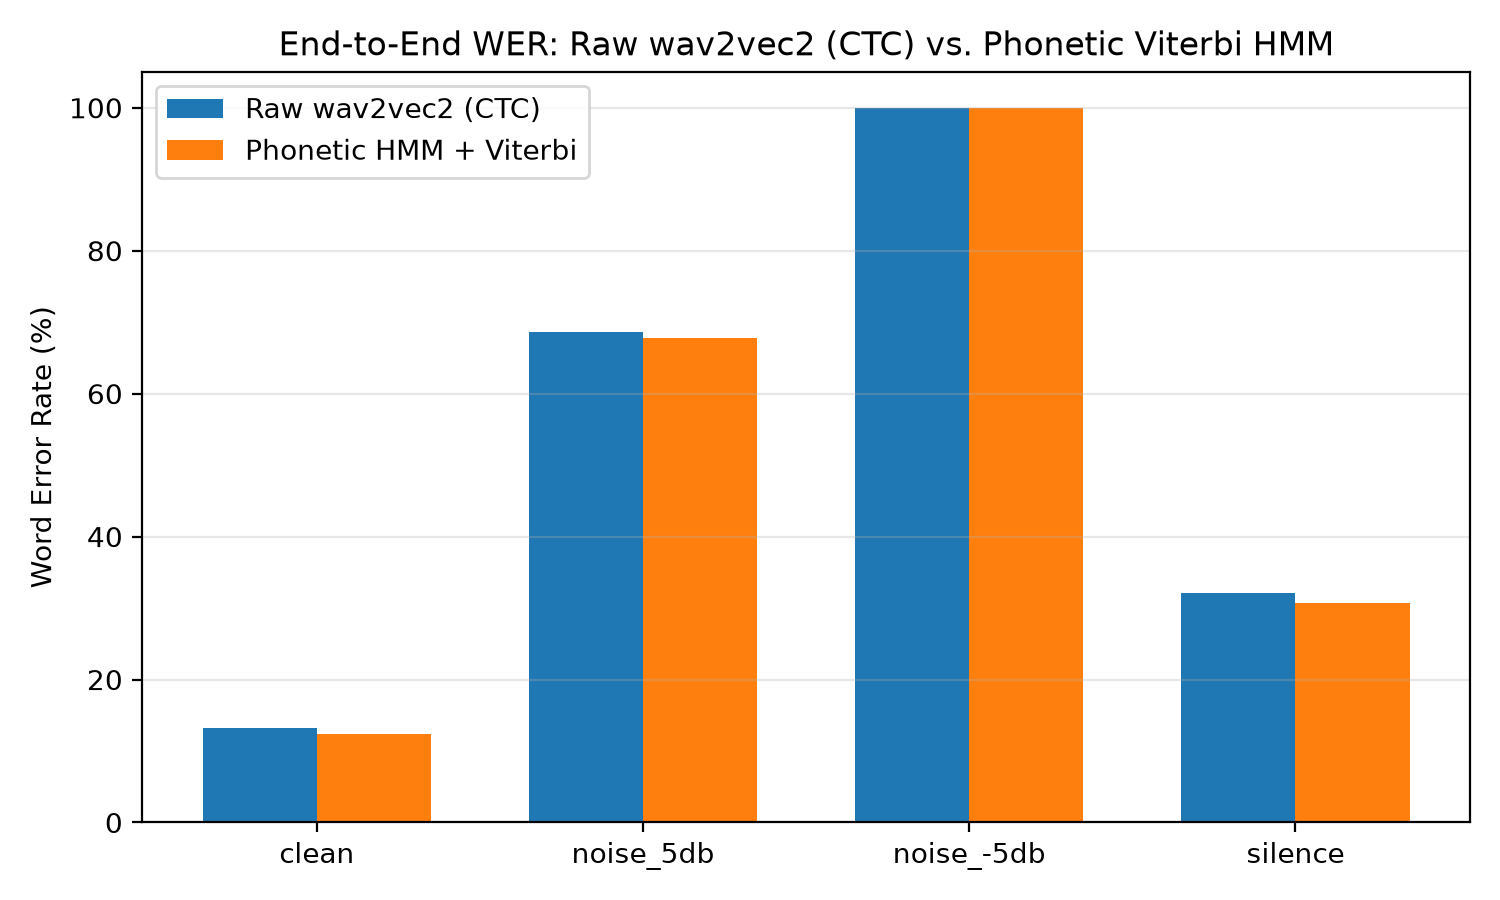 End-to-End WER: Raw wav2vec2 (CTC) vs. Phonetic Viterbi HMM
Raw wav2vec2 (CTC)
Phonetic HMM + Viterbi
Word Error Rate (%)
100
80
60
40
20
0
clean noise_5db noise_-5db silence